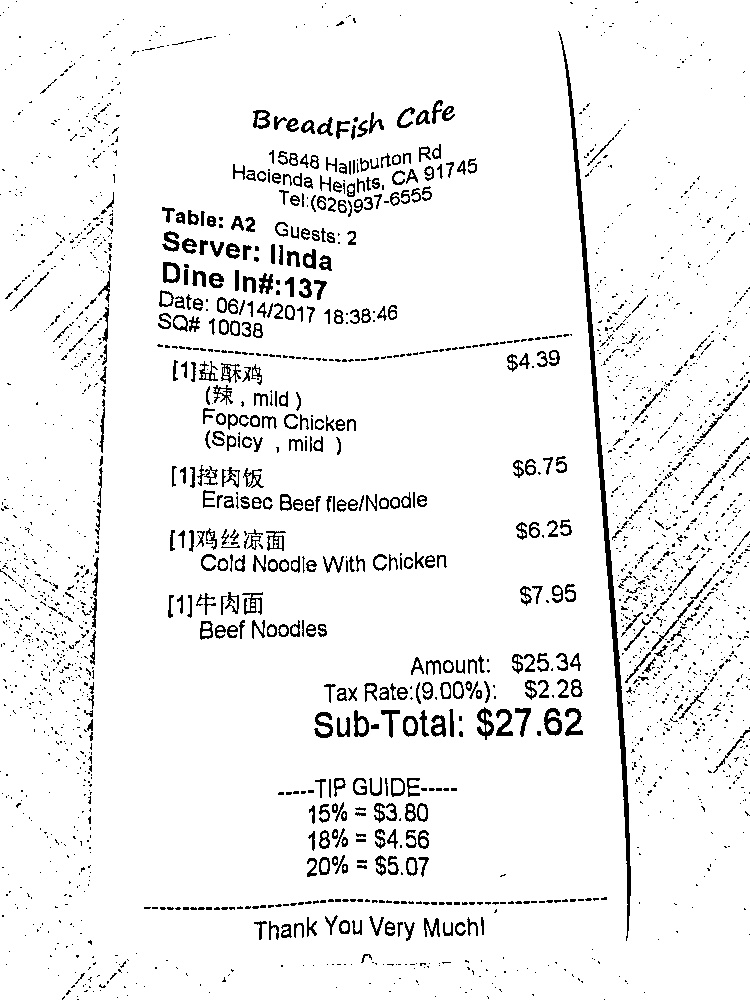 BreadFish Cafe
15848 Halliburton Rd
Hacienda Heights, CA 91745
Tel:(626)937-6555
Table: A2 Guests: 2
Server: linda
Dine In#:137
Date: 06/14/2017 18:38:46
SQ# 10038
[1]盐酥鸡 $4.39
(辣 , mild )
Fopcorn Chicken
(Spicy , mild )
[1]控肉饭 $6.75
Eraisec Beef flee/Noodle
[1]鸡丝凉面 $6.25
Cold Noodle With Chicken
[1]牛肉面 $7.95
Beef Noodles
Amount: $25.34
Tax Rate:(9.00%): $2.28
Sub-Total: $27.62
-----TIP GUIDE-----
15% = $3.80
18% = $4.56
20% = $5.07
Thank You Very Much!